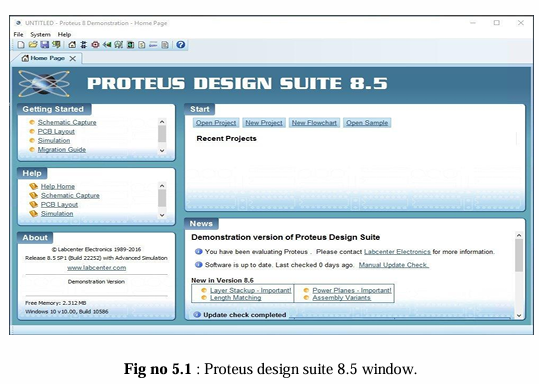 UNTITLED - Proteus 8 Demonstration - Home Page
File System Help
Home Page
PROTEUS DESIGN SUITE 8.5
Getting Started
Schematic Capture
PCB Layout
Simulation
Migration Guide
Help
Help Home
Schematic Capture
PCB Layout
Simulation
About
© Labcenter Electronics 1989-2016
Release 8.5 SP1 (Build 22252) with Advanced Simulation
www.labcenter.com
Demonstration Version
Free Memory: 2.312 MB
Windows 10 v10.00, Build 10586
Start
Open Project New Project New Flowchart Open Sample
Recent Projects
News
Demonstration version of Proteus Design Suite
You have been evaluating Proteus . Please contact Labcenter Electronics for more information.
Software is up to date. Last checked 0 days ago. Manual Update Check.
New in Version 8.6
Layer Stackup - Important! Power Planes - Important!
Length Matching Assembly Variants
Update check completed
Fig no 5.1 : Proteus design suite 8.5 window.